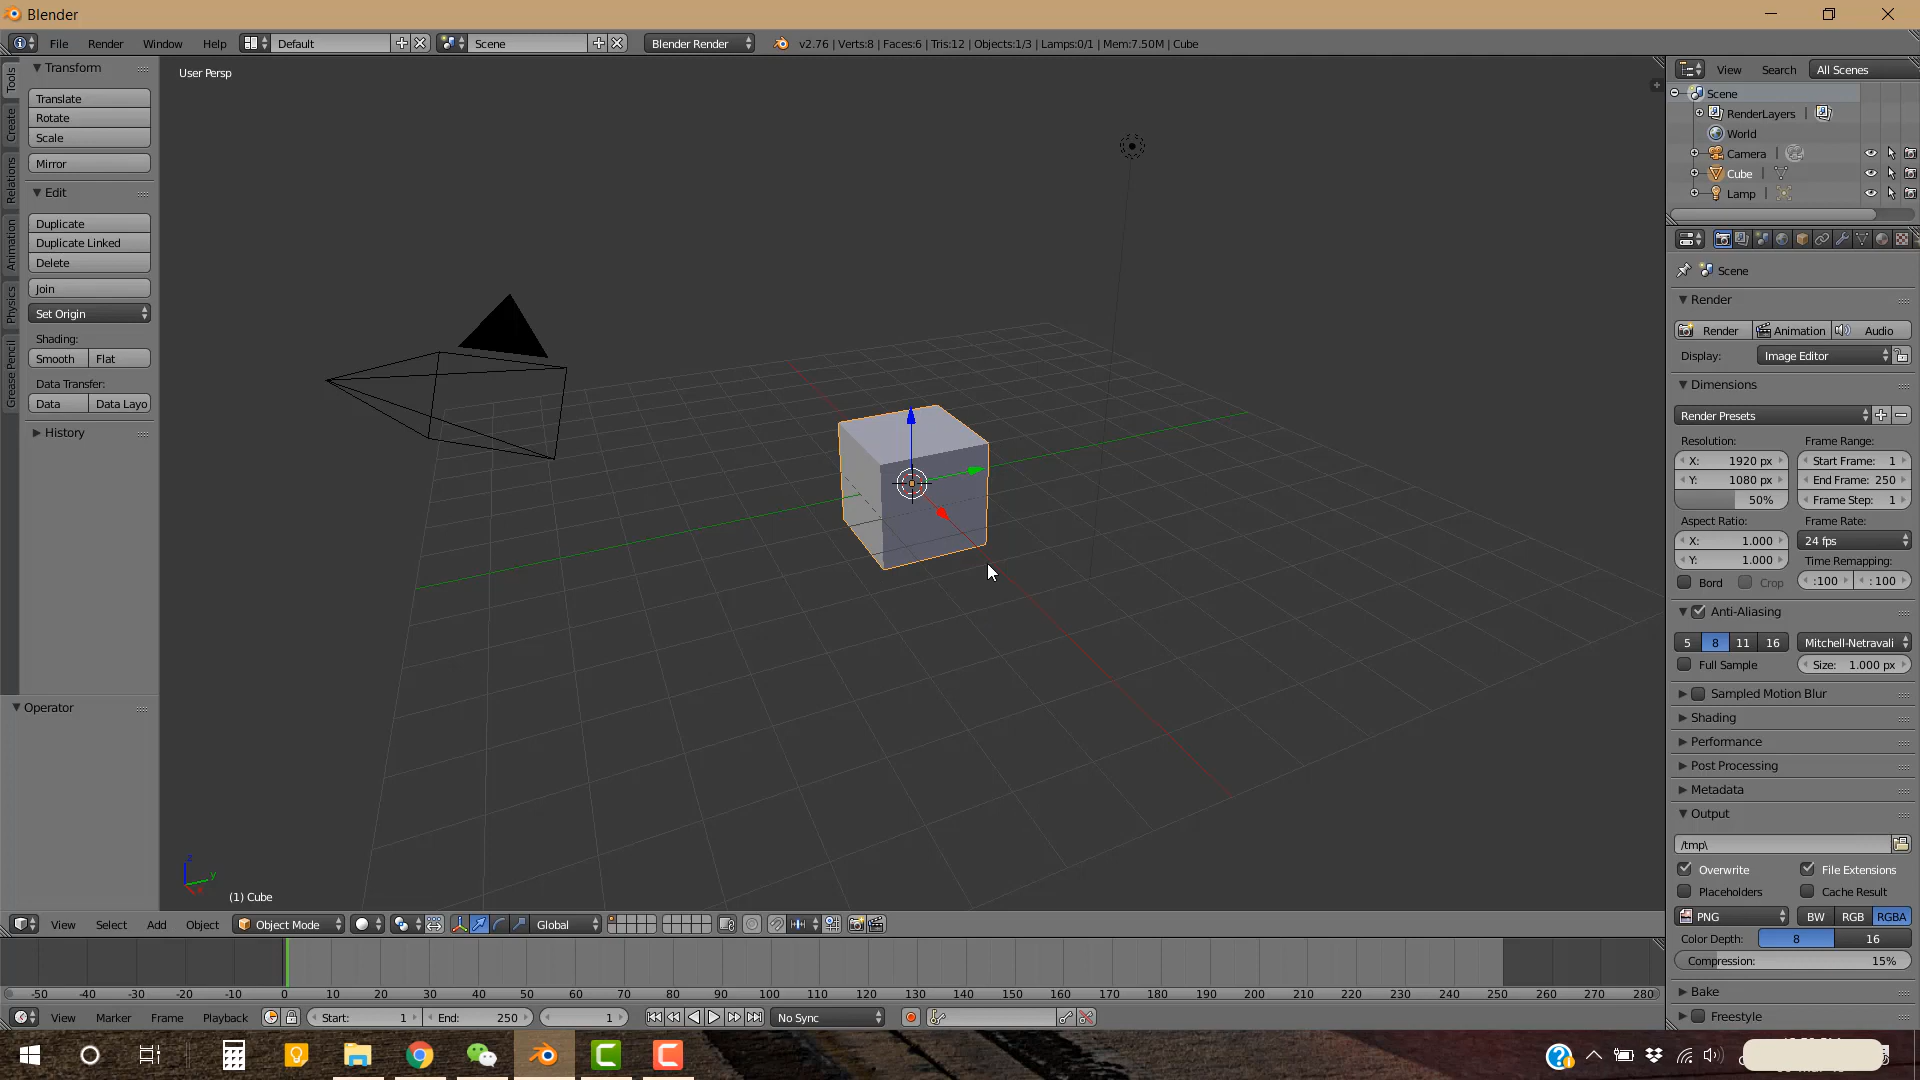 Blender
File Render Window Help Default Scene Blender Render v2.76 | Verts:8 | Faces:6 | Tris:12 | Objects:1/3 | Lamps:0/1 | Mem:7.50M | Cube
Tools
Create
Relations
Animation
Physics
Grease Pencil
Transform
Translate
Rotate
Scale
Mirror
Edit
Duplicate
Duplicate Linked
Delete
Join
Set Origin
Shading:
Smooth Flat
Data Transfer:
Data Data Layo
History
Operator
User Persp
z
y
x
(1) Cube
View Search All Scenes
Scene
RenderLayers |
World
Camera |
Cube |
Lamp |
Scene
Render
Render Animation Audio
Display: Image Editor
Dimensions
Render Presets
Resolution: Frame Range:
X: 1920 px Start Frame: 1
Y: 1080 px End Frame: 250
50% Frame Step: 1
Aspect Ratio: Frame Rate:
X: 1.000 24 fps
Y: 1.000 Time Remapping:
Bord Crop :100 : 100
Anti-Aliasing
5 8 11 16 Mitchell-Netravali
Full Sample Size: 1.000 px
Sampled Motion Blur
Shading
Performance
Post Processing
Metadata
Output
/tmp\
Overwrite File Extensions
Placeholders Cache Result
PNG BW RGB RGBA
Color Depth: 8 16
Compression: 15%
Bake
Freestyle
View Select Add Object Object Mode Global
-50 -40 -30 -20 -10 0 10 20 30 40 50 60 70 80 90 100 110 120 130 140 150 160 170 180 190 200 210 220 230 240 250 260 270 280
View Marker Frame Playback Start: 1 End: 250 1 No Sync